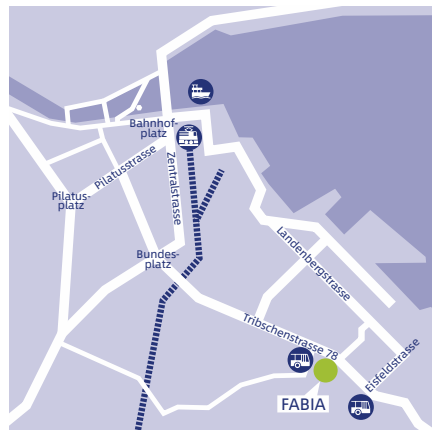 Bahnhof-
platz
Pilatusstrasse
Zentralstrasse
Pilatus-
platz
Bundes-
platz
Landenbergstrasse
Tribschenstrasse 78
Eisfeldstrasse
FABIA